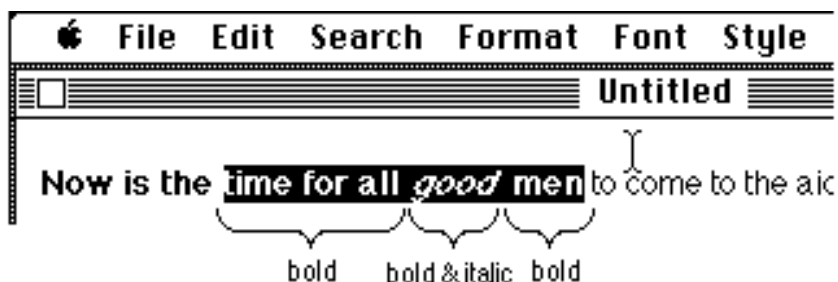 File Edit Search Format Font Style
Untitled
Now is the time for all good men to come to the aid
bold bold & italic bold